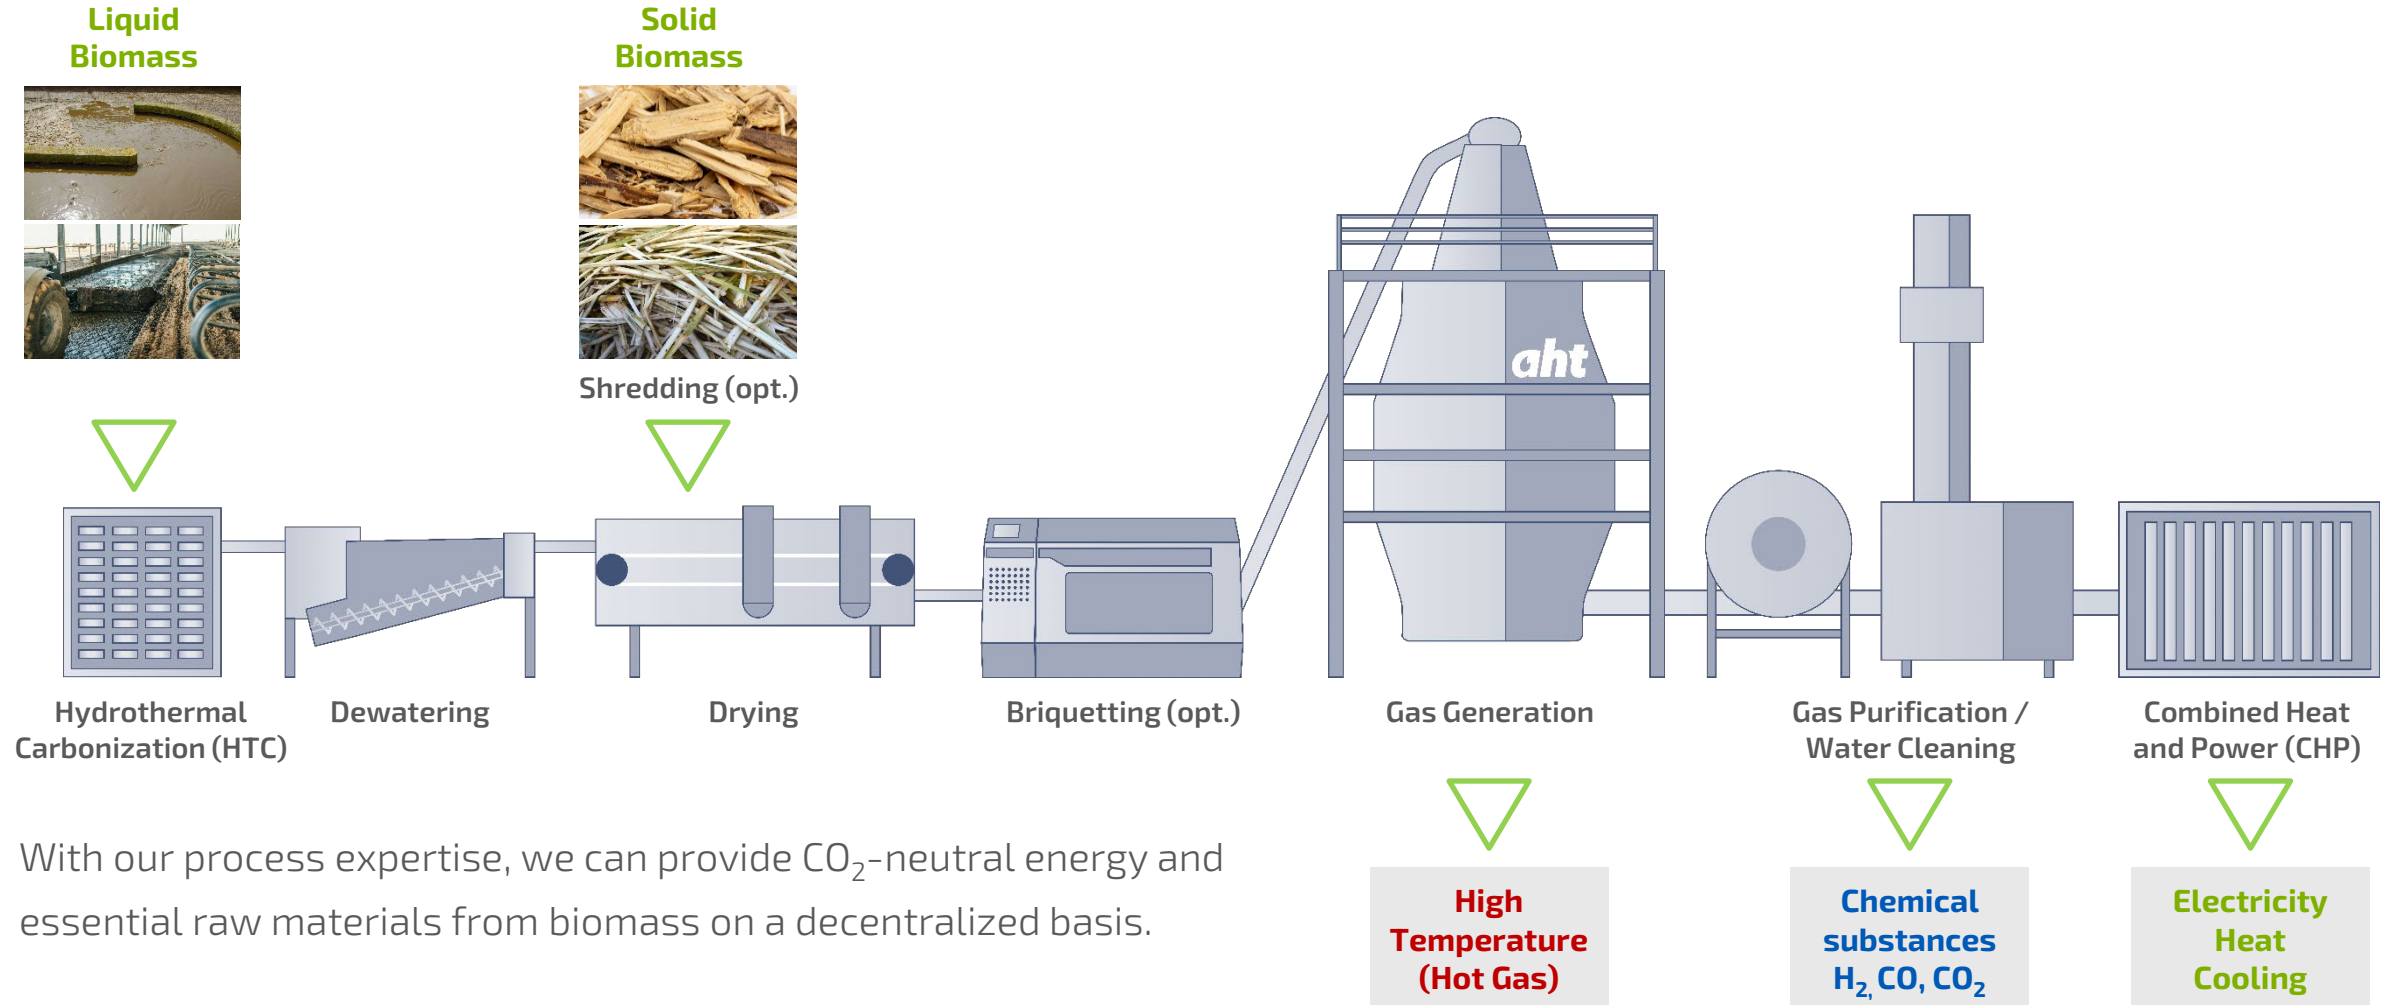 Liquid
Biomass
Solid
Biomass
Shredding (opt.)
aht
Hydrothermal
Carbonization (HTC)
Dewatering
Drying
Briquetting (opt.)
Gas Generation
Gas Purification /
Water Cleaning
Combined Heat
and Power (CHP)
With our process expertise, we can provide CO₂-neutral energy and
essential raw materials from biomass on a decentralized basis.
High
Temperature
(Hot Gas)
Chemical
substances
H₂, CO, CO₂
Electricity
Heat
Cooling